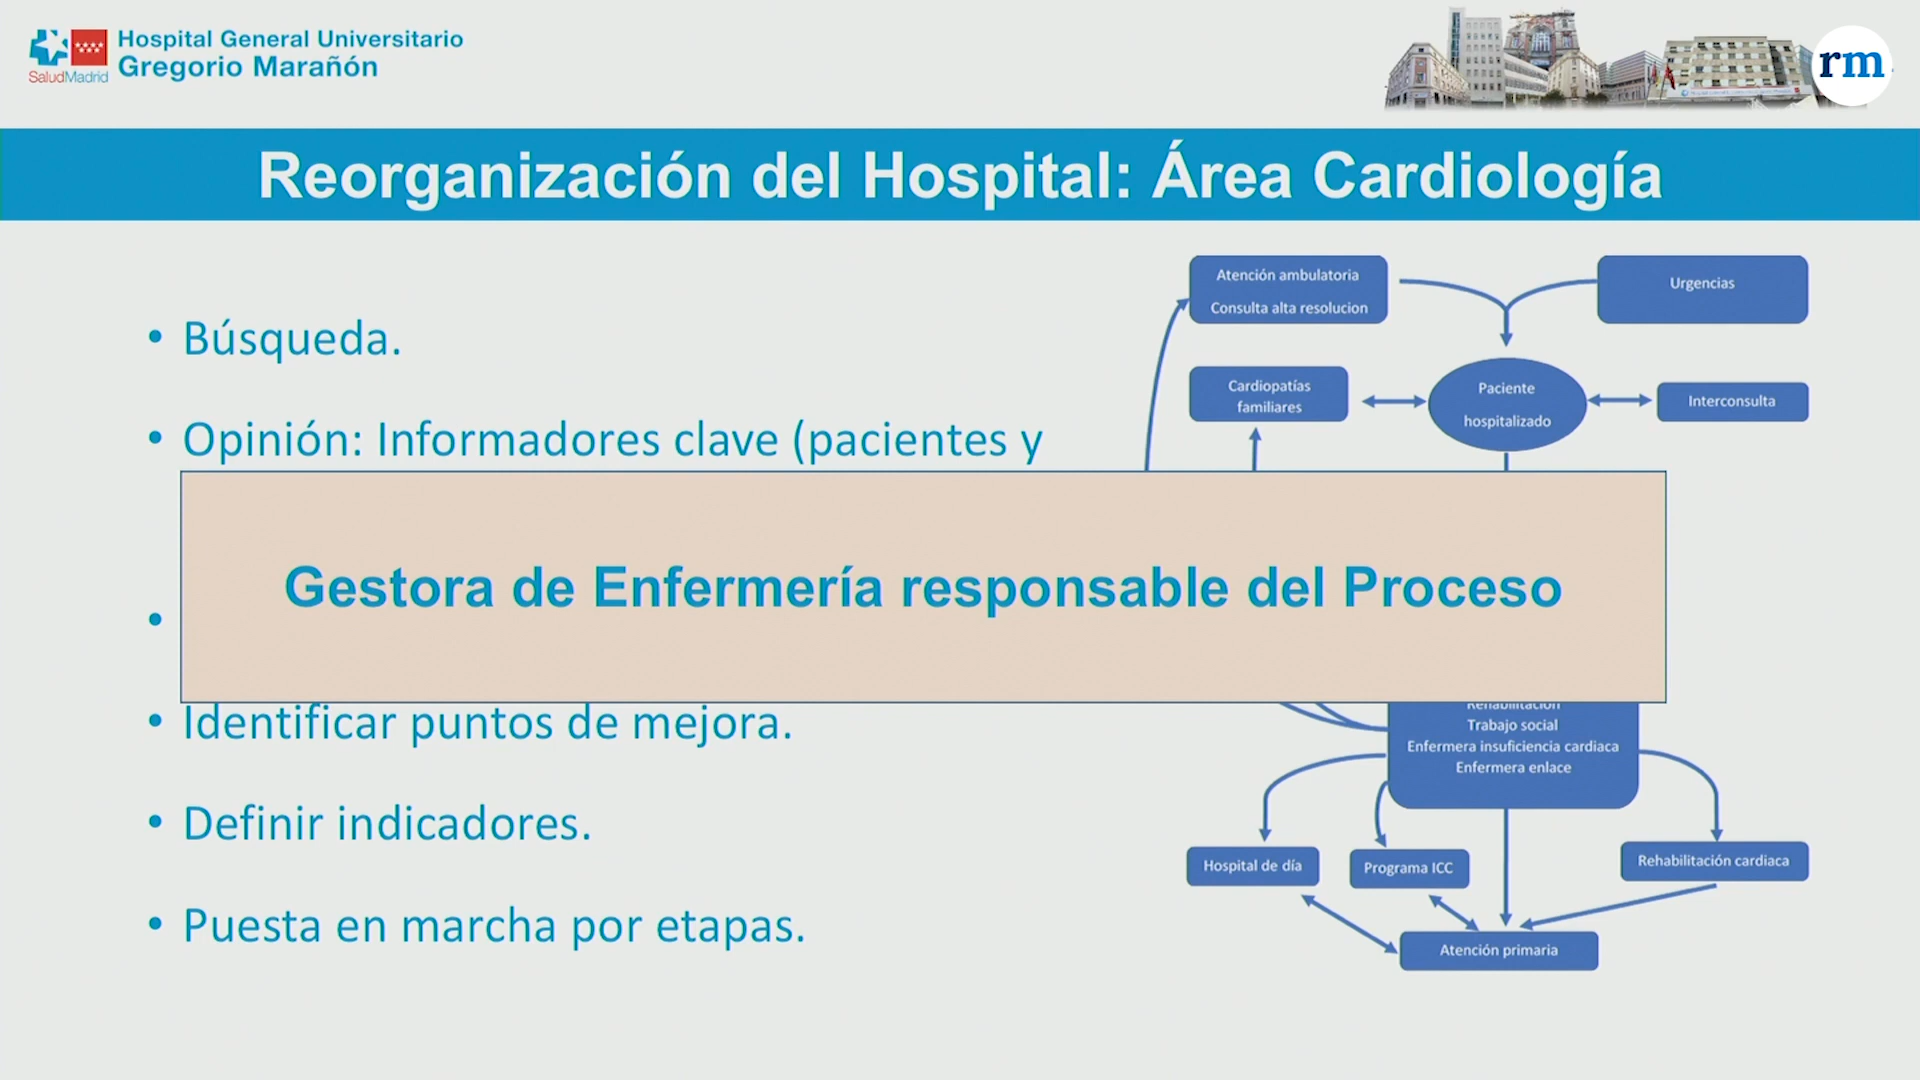 SaludMadrid
Hospital General Universitario
Gregorio Marañón
rm
Reorganización del Hospital: Área Cardiología
• Búsqueda.
• Opinión: Informadores clave (pacientes y
•
• Identificar puntos de mejora.
• Definir indicadores.
• Puesta en marcha por etapas.
Gestora de Enfermería responsable del Proceso
Atención ambulatoria
Consulta alta resolucion
Urgencias
Cardiopatías
familiares
Paciente
hospitalizado
Interconsulta
Rehabilitación
Trabajo social
Enfermera insuficiencia cardiaca
Enfermera enlace
Hospital de día
Programa ICC
Rehabilitación cardiaca
Atención primaria